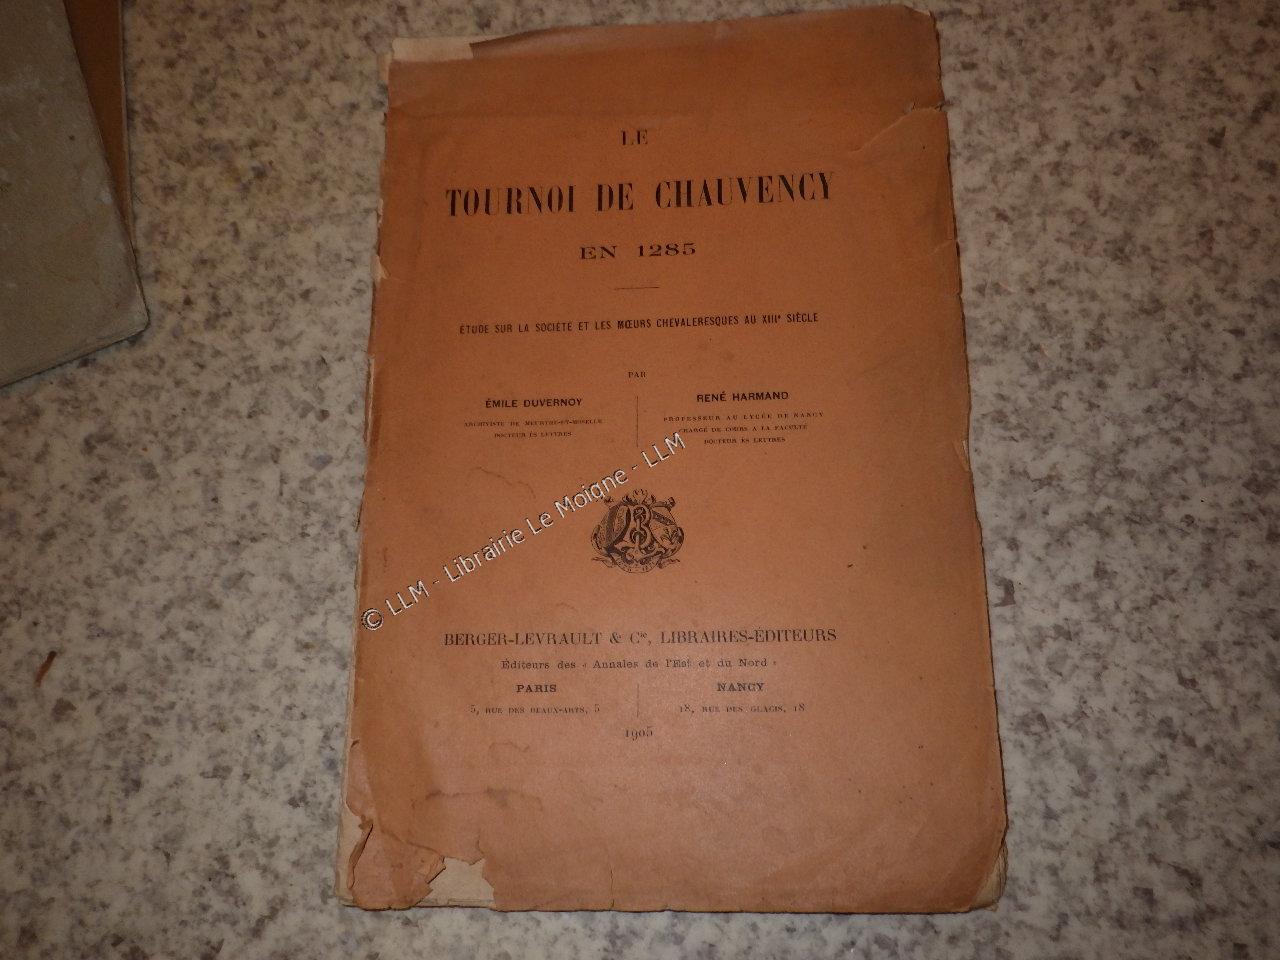 LE
TOURNOI DE CHAUVENCY
EN 1285
ÉTUDE SUR LA SOCIÉTÉ ET LES MŒURS CHEVALERESQUES AU XIIIe SIÈCLE
PAR
ÉMILE DUVERNOY
ARCHIVISTE DE MEURTHE-ET-MOSELLE
DOCTEUR ÈS LETTRES
RENÉ HARMAND
PROFESSEUR AU LYCÉE DE NANCY
CHARGÉ DE COURS A LA FACULTÉ
DOCTEUR ÈS LETTRES
© LLM - Librairie Le Moigne - LLM
BERGER-LEVRAULT & Cie, LIBRAIRES-ÉDITEURS
Éditeurs des « Annales de l'Est et du Nord »
PARIS
5, RUE DES BEAUX-ARTS, 5
NANCY
18, RUE DES GLACIS, 18
1905